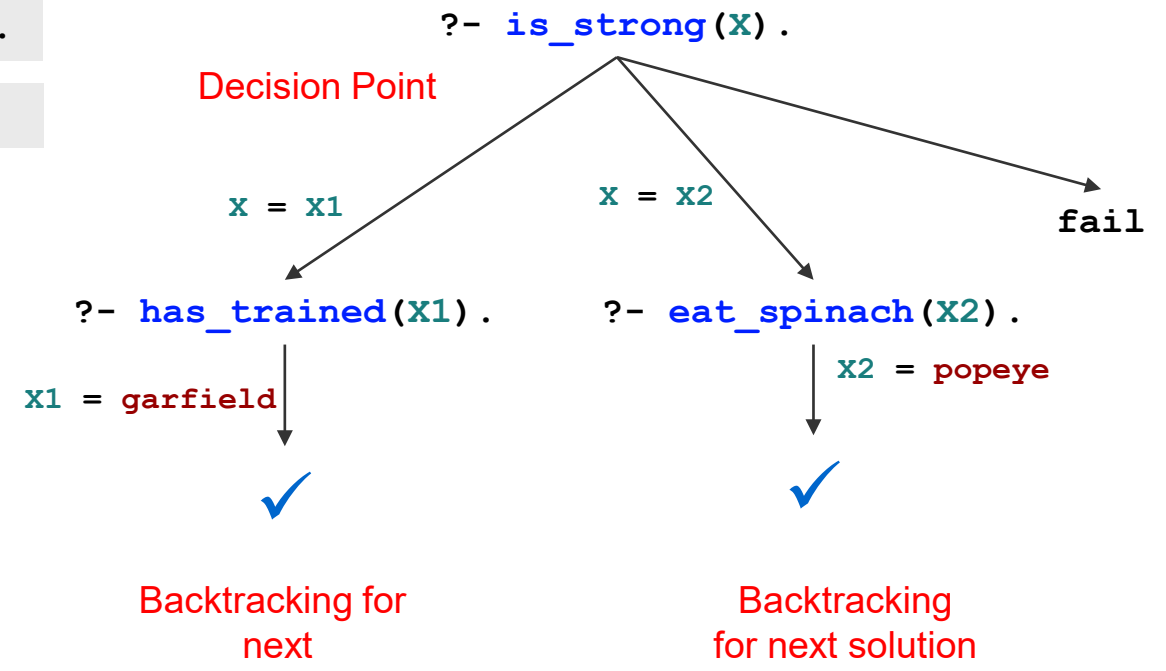 .
?- is_strong(X).
Decision Point
X = X1
X = X2
fail
?- has_trained(X1).
?- eat_spinach(X2).
X1 = garfield
X2 = popeye
Backtracking for
next
Backtracking
for next solution